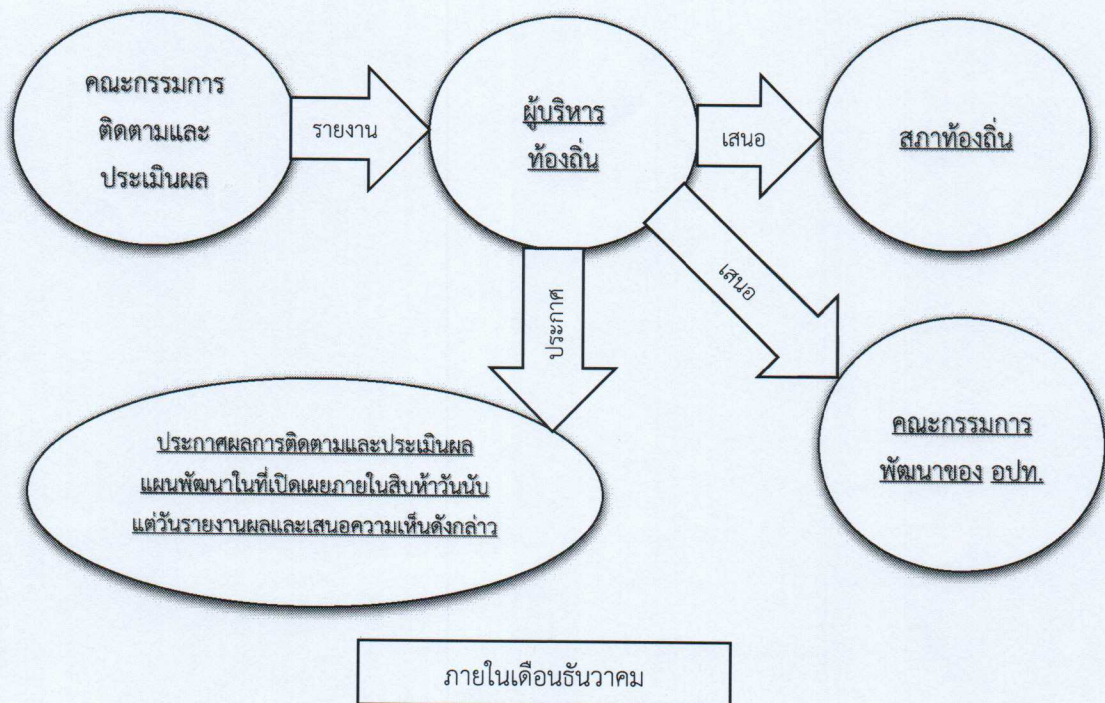 คณะกรรมการ
ติดตามและ
ประเมินผล
รายงาน
ผู้บริหาร
ท้องถิ่น
เสนอ
สภาท้องถิ่น
เสนอ
ประกาศ
คณะกรรมการ
พัฒนาของ อปท.
ประกาศผลการติดตามและประเมินผล
แผนพัฒนาในที่เปิดเผยภายในสิบห้าวันนับ
แต่วันรายงานผลและเสนอความเห็นดังกล่าว
ภายในเดือนธันวาคม